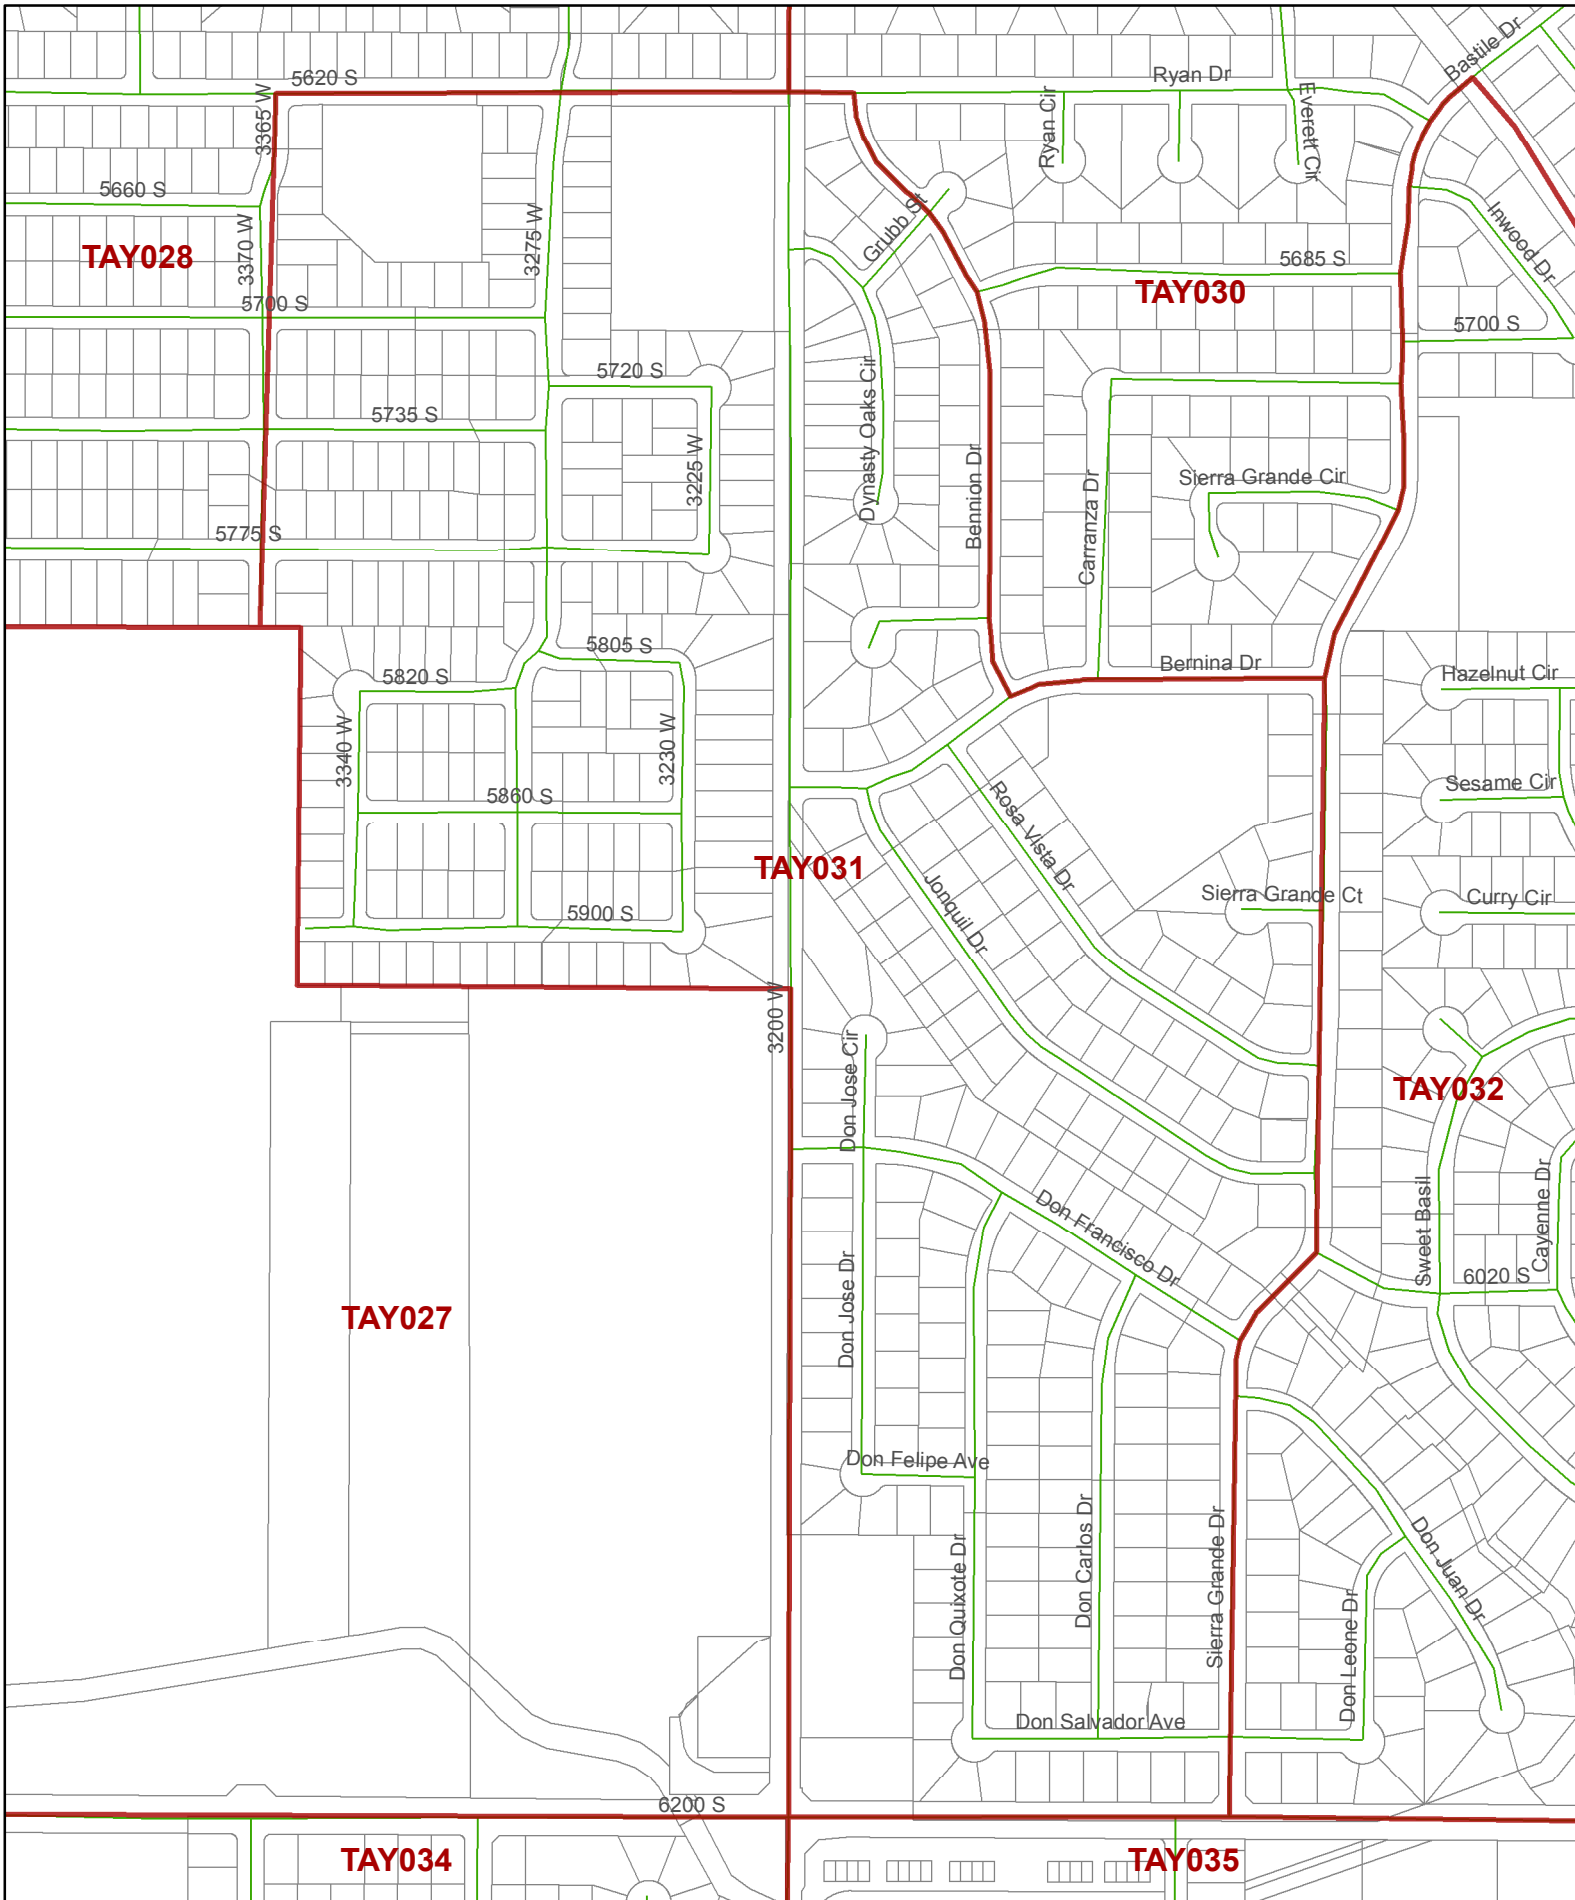 Bastile Dr
5620 S
Ryan Dr
3365 W
Ryan Cir
Everett Cir
5660 S
Grubb St
Inwood Dr
3370 W
3275 W
TAY028
5685 S
TAY030
5700 S
5700 S
5720 S
Dynasty Oaks Cir
5735 S
3225 W
Bennion Dr
Carranza Dr
Sierra Grande Cir
5775 S
5805 S
5820 S
Bernina Dr
Hazelnut Cir
3340 W
3230 W
5860 S
Rosa Vista Dr
Sesame Cir
TAY031
Jonquil Dr
Sierra Grande Ct
Curry Cir
5900 S
3200 W
Don Jose Cir
TAY032
Don Francisco Dr
Sweet Basil
Cayenne Dr
6020 S
Don Jose Dr
TAY027
Don Felipe Ave
Don Quixote Dr
Don Carlos Dr
Sierra Grande Dr
Don Juan Dr
Don Leone Dr
Don Salvador Ave
6200 S
TAY034
TAY035